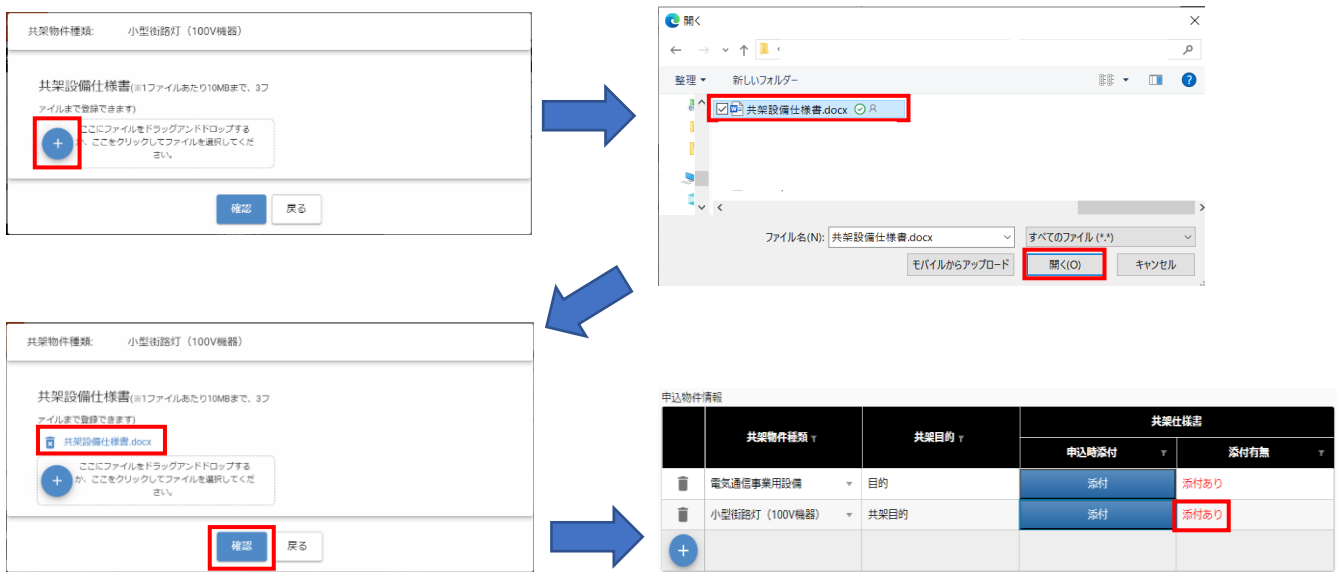 共架物件種類: 小型街路灯（100V機器）
共架設備仕様書(※1ファイルあたり10MBまで、3フ
ァイルまで登録できます)
ここにファイルをドラッグアンドドロップする
か、ここをクリックしてファイルを選択してくだ
さい。
確認 戻る
開く
整理 新しいフォルダー
共架設備仕様書.docx
ファイル名(N): 共架設備仕様書.docx すべてのファイル (*.*)
モバイルからアップロード 開く(O) キャンセル
共架物件種類: 小型街路灯（100V機器）
共架設備仕様書(※1ファイルあたり10MBまで、3フ
ァイルまで登録できます)
共架設備仕様書.docx
ここにファイルをドラッグアンドドロップする
か、ここをクリックしてファイルを選択してくだ
さい。
確認 戻る
申込物件情報
共架物件種類 共架目的 共架仕様書
申込時添付 添付有無
電気通信事業用設備 目的 添付 添付あり
小型街路灯（100V機器） 共架目的 添付 添付あり